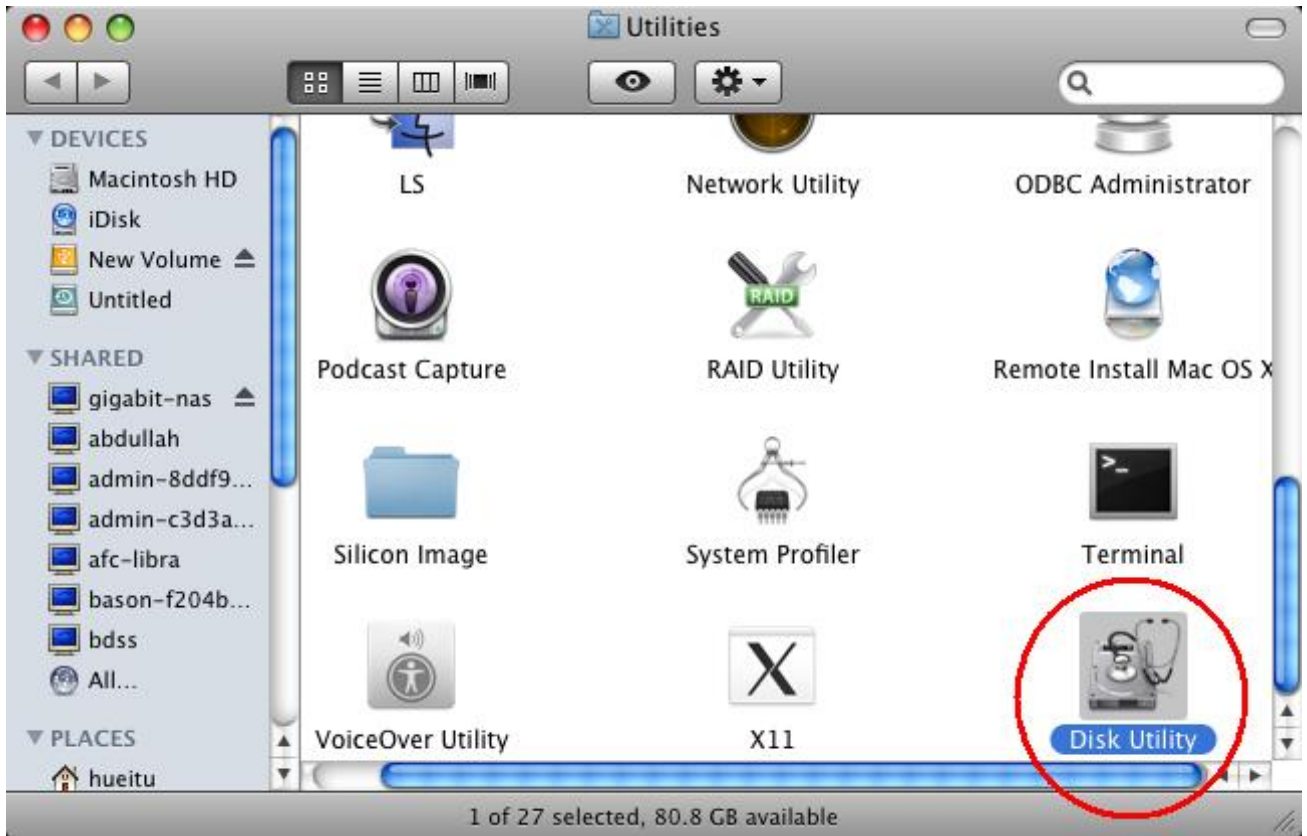 Utilities
DEVICES
Macintosh HD
iDisk
New Volume
Untitled
SHARED
gigabit-nas
abdullah
admin-8ddf9...
admin-c3d3a...
afc-libra
bason-f204b...
bdss
All...
PLACES
hueitu
LS
Network Utility
ODBC Administrator
Podcast Capture
RAID
RAID Utility
Remote Install Mac OS X
Silicon Image
System Profiler
>_
Terminal
VoiceOver Utility
X
X11
Disk Utility
1 of 27 selected, 80.8 GB available